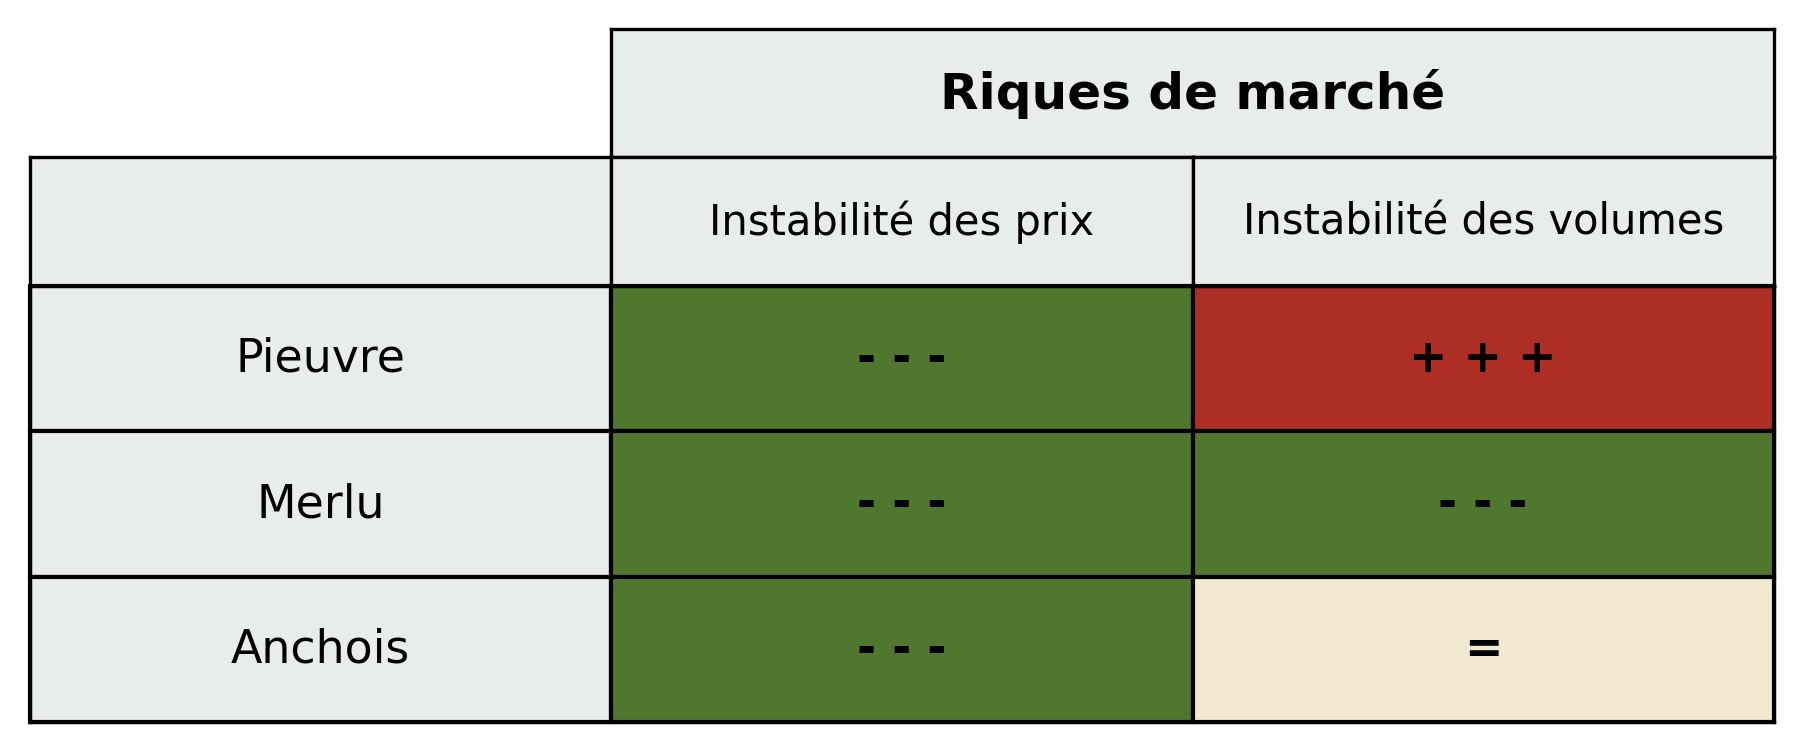 Riques de marché
Instabilité des prix Instabilité des volumes
Pieuvre - - - + + +
Merlu - - - - - -
Anchois - - - =